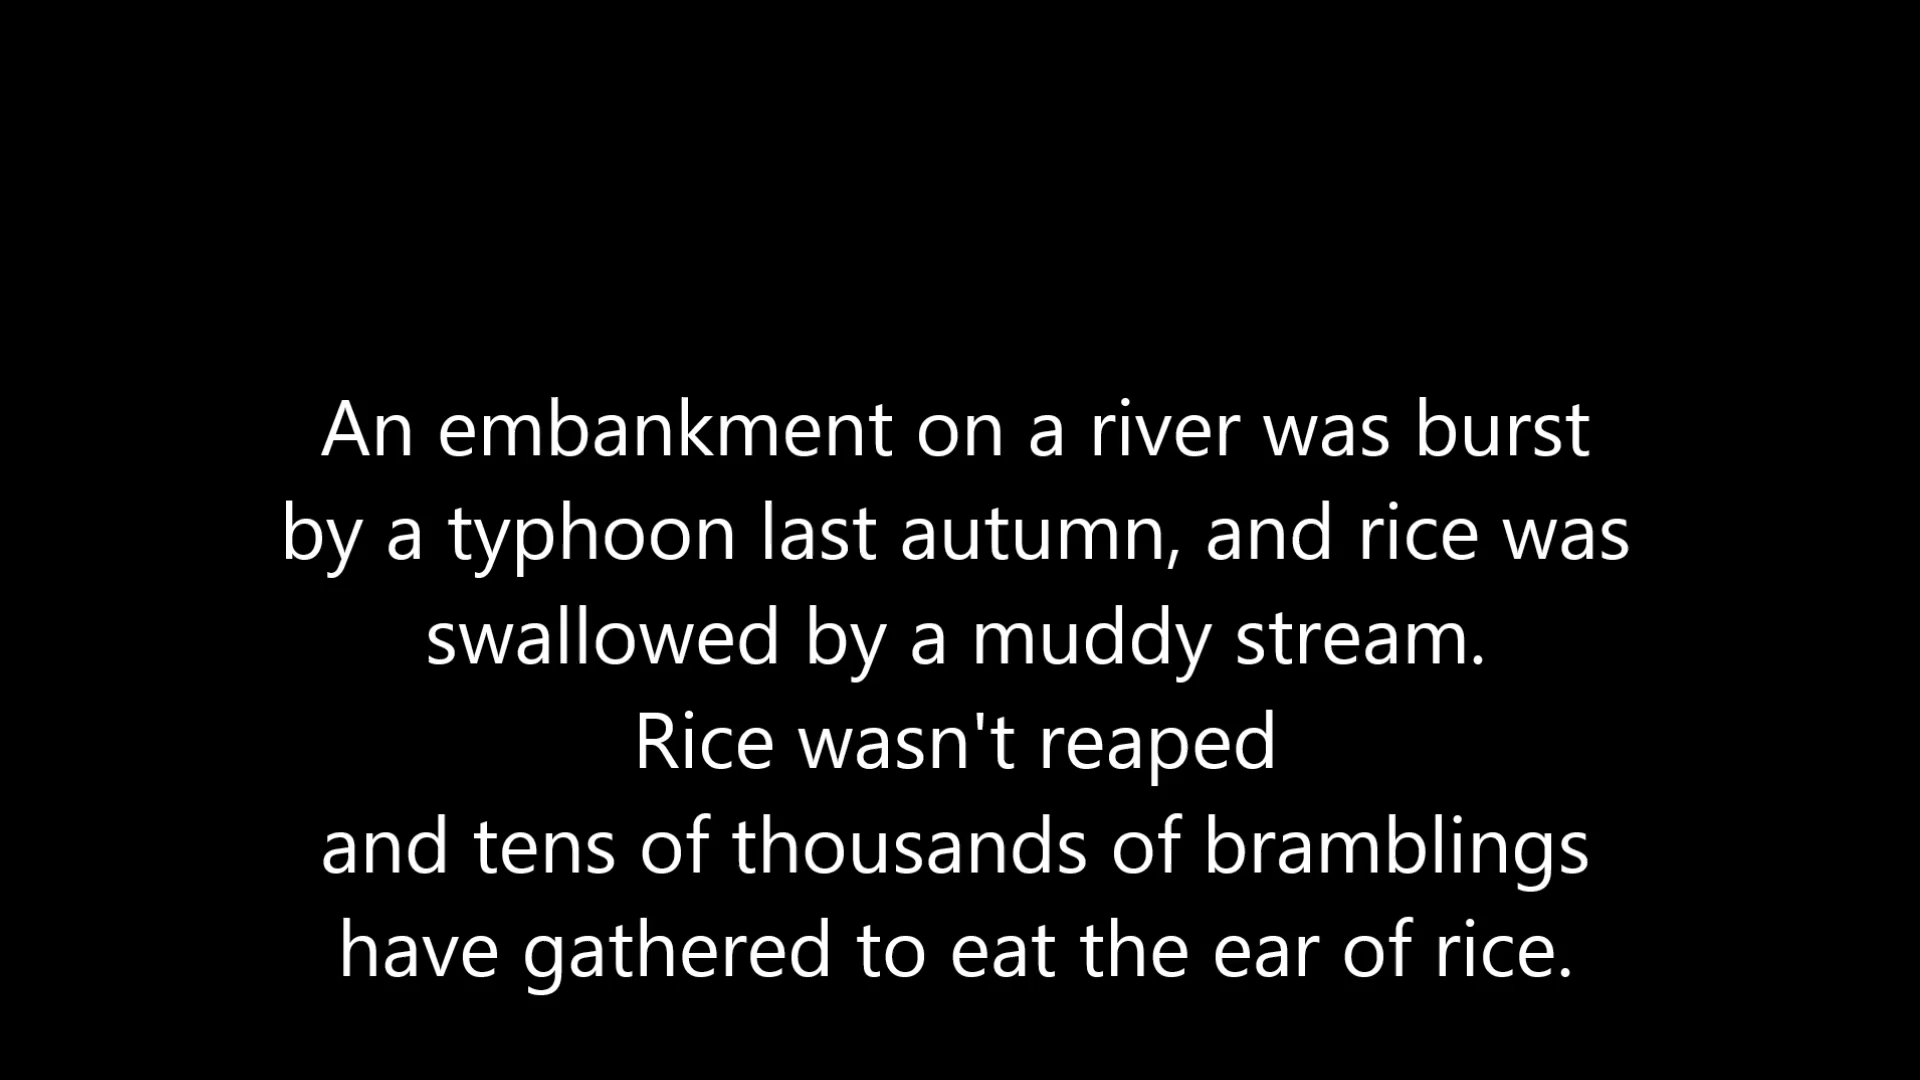 An embankment on a river was burst
by a typhoon last autumn, and rice was
swallowed by a muddy stream.
Rice wasn't reaped
and tens of thousands of bramblings
have gathered to eat the ear of rice.